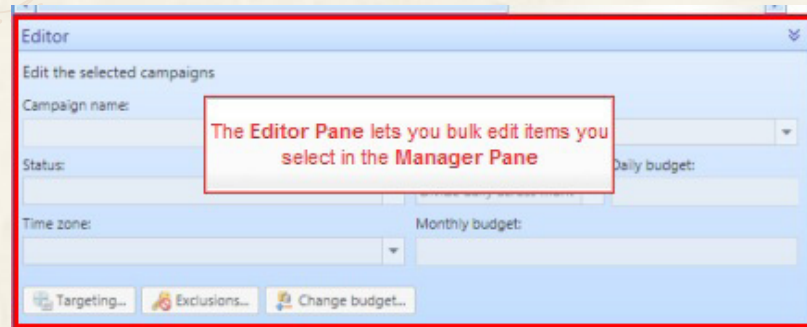 Editor
Edit the selected campaigns
Campaign name:
The Editor Pane lets you bulk edit items you
select in the Manager Pane
Status:
Daily budget:
Time zone:
Monthly budget:
Targeting...
Exclusions...
Change budget...